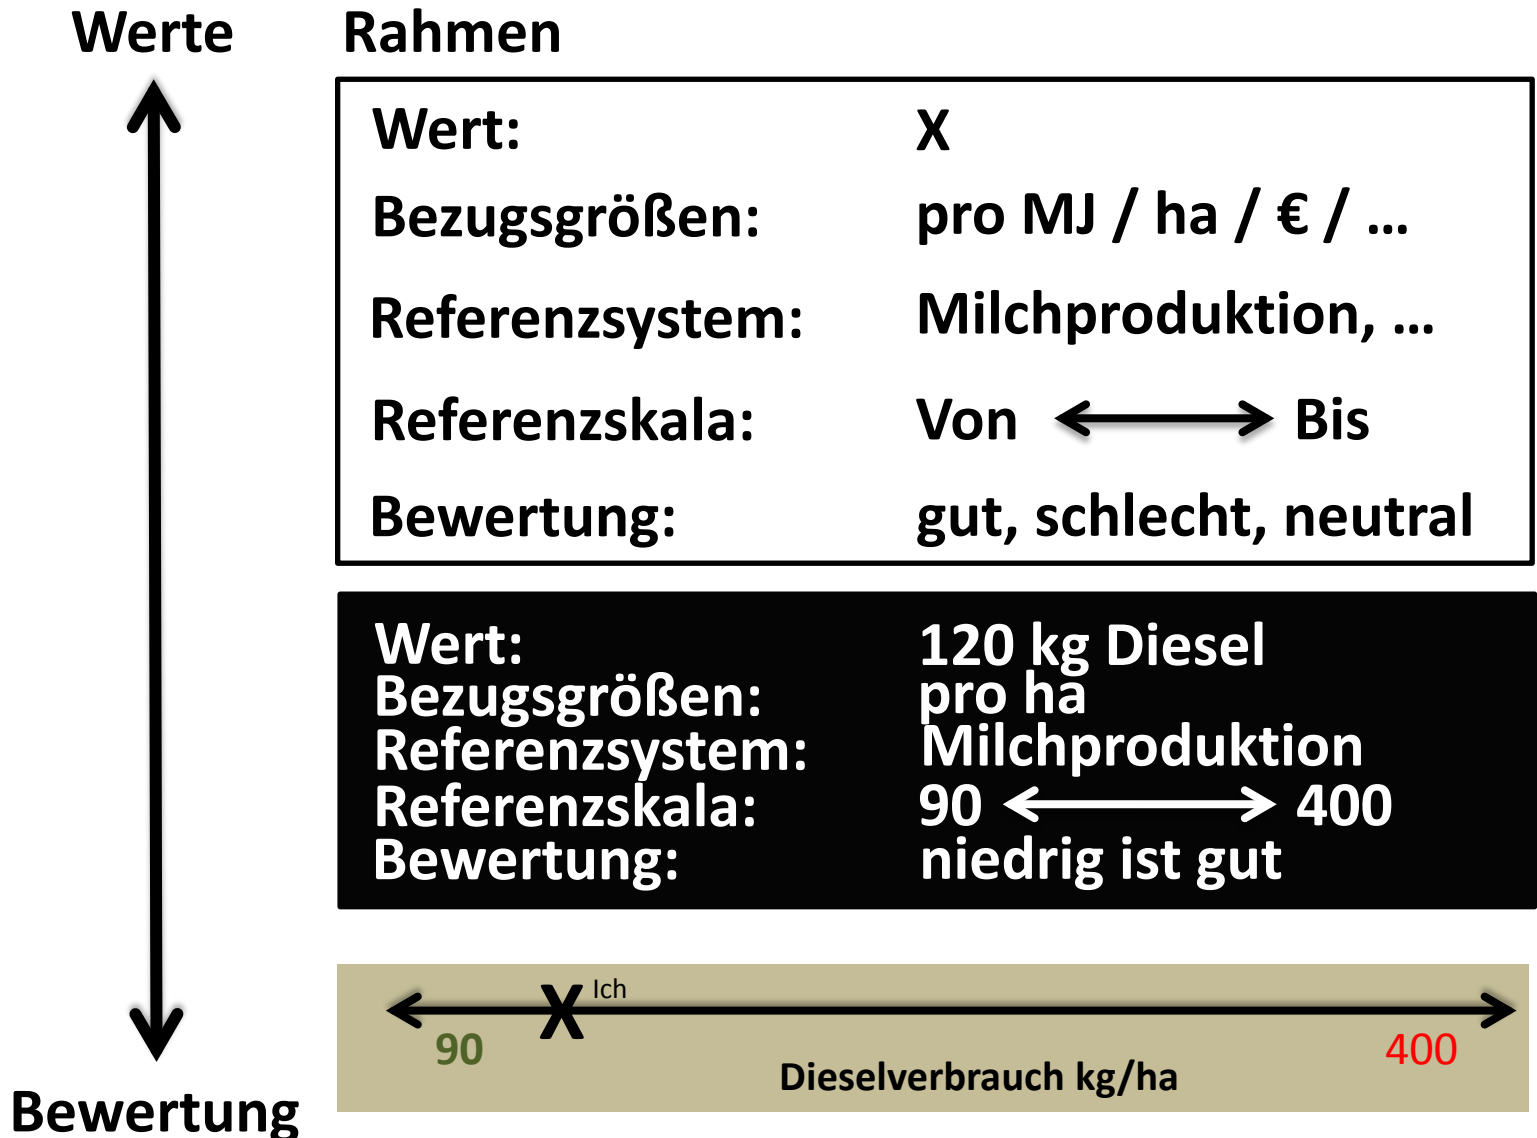 Werte Rahmen
Wert: X
Bezugsgrößen: pro MJ / ha / € / ...
Referenzsystem: Milchproduktion, ...
Referenzskala: Von Bis
Bewertung: gut, schlecht, neutral
Wert: 120 kg Diesel
Bezugsgrößen: pro ha
Referenzsystem: Milchproduktion
Referenzskala: 90 400
Bewertung: niedrig ist gut
X Ich
90 400
Dieselverbrauch kg/ha
Bewertung